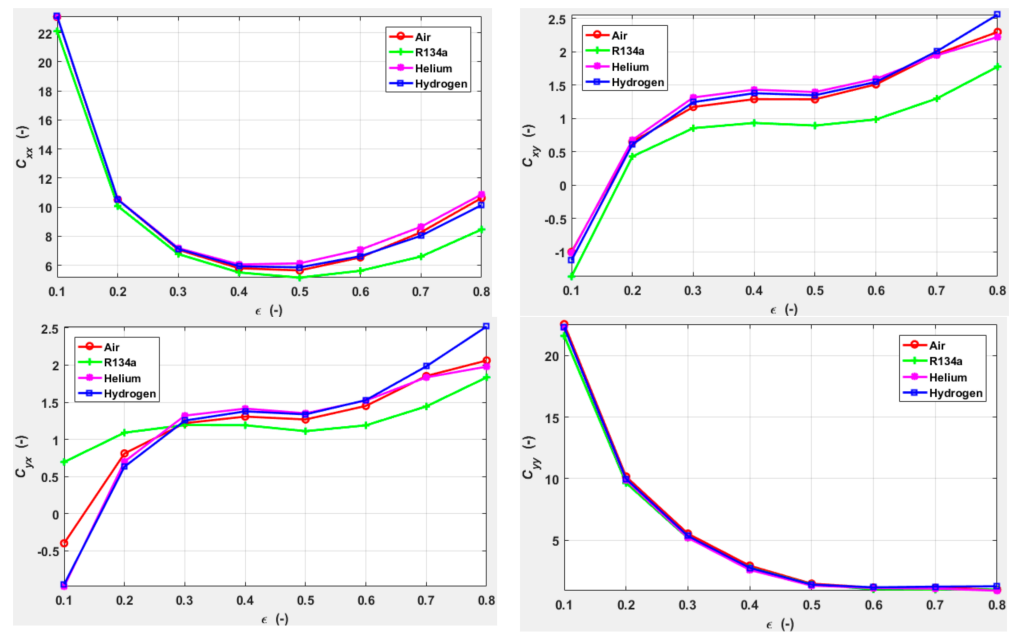 Air
R134a
Helium
Hydrogen
22
20
18
16
14
12
10
8
6
C_xx (-)
0.1 0.2 0.3 0.4 0.5 0.6 0.7 0.8
ϵ (-)
Air
R134a
Helium
Hydrogen
2.5
2
1.5
1
0.5
0
-0.5
-1
C_xy (-)
0.1 0.2 0.3 0.4 0.5 0.6 0.7 0.8
ϵ (-)
Air
R134a
Helium
Hydrogen
2.5
2
1.5
1
0.5
0
-0.5
C_yx (-)
0.1 0.2 0.3 0.4 0.5 0.6 0.7 0.8
ϵ (-)
Air
R134a
Helium
Hydrogen
20
15
10
5
C_yy (-)
0.1 0.2 0.3 0.4 0.5 0.6 0.7 0.8
ϵ (-)